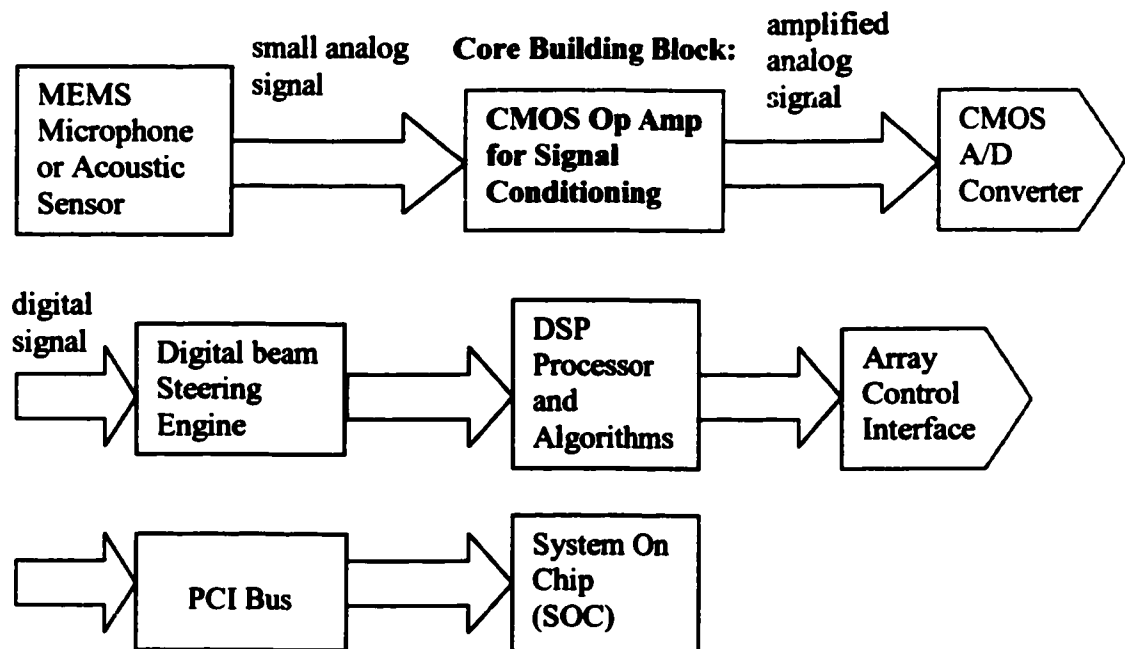 small analog
signal
Core Building Block:
amplified
analog
signal
MEMS
Microphone
or Acoustic
Sensor
CMOS Op Amp
for Signal
Conditioning
CMOS
A/D
Converter
digital
signal
Digital beam
Steering
Engine
DSP
Processor
and
Algorithms
Array
Control
Interface
PCI Bus
System On
Chip
(SOC)